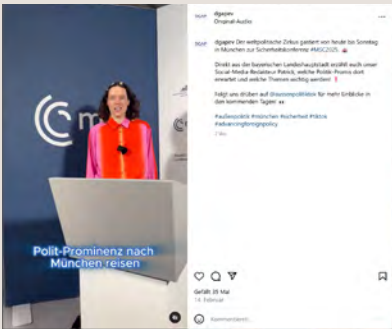 dgapev
Original-Audio
dgapev Der weltpolitische Zirkus gastiert von heute bis Sonntag
in München zur Sicherheitskonferenz #MSC2025.
Direkt aus der bayerischen Landeshauptstadt erzählt euch unser
Social-Media Redakteur Patrick, welche Politik-Promis dort
erwartet und welche Themen wichtig werden!
Folgt uns drüben auf @aussenpolitiktok für mehr Einblicke in
den kommenden Tagen!
#außenpolitik #münchen #sicherheit #tiktok
#advancingforeignpolicy
m
Polit-Prominenz nach
München reisen
Gefällt 35 Mal
14. Februar
Kommentieren